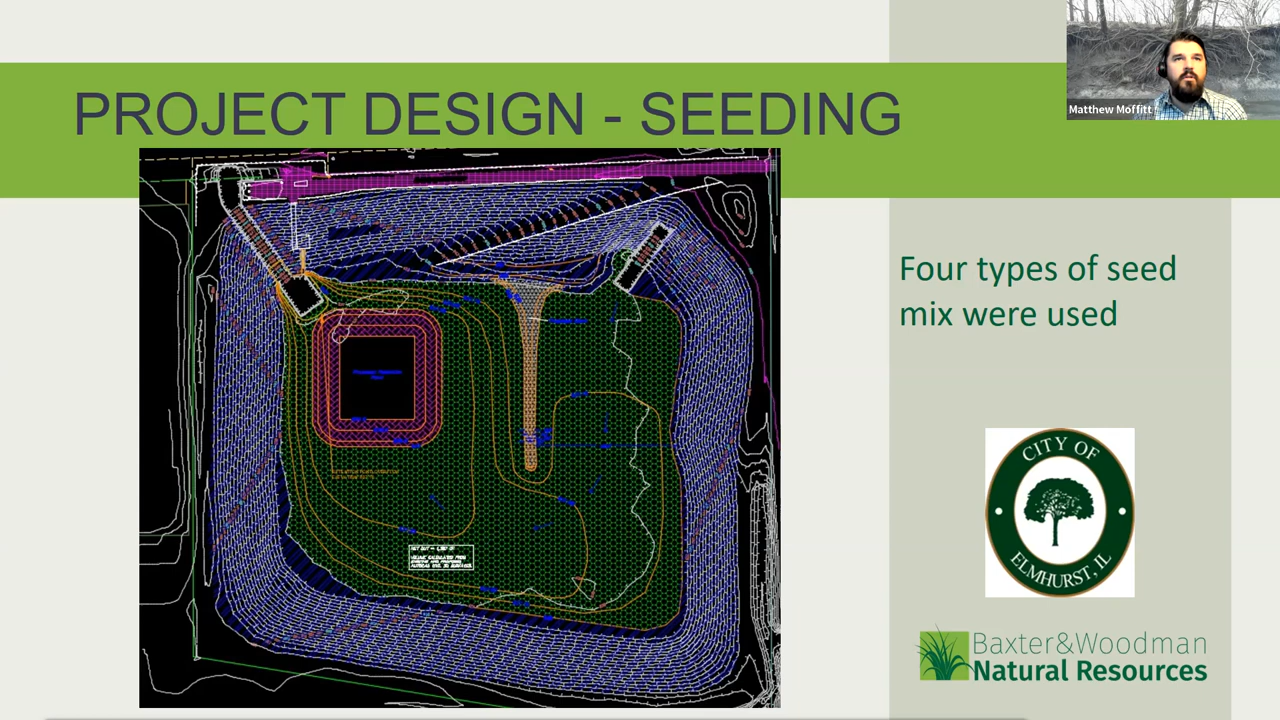 PROJECT DESIGN - SEEDING
Matthew Moffitt
Four types of seed
mix were used
CITY OF
ELMHURST, IL
Baxter&Woodman
Natural Resources